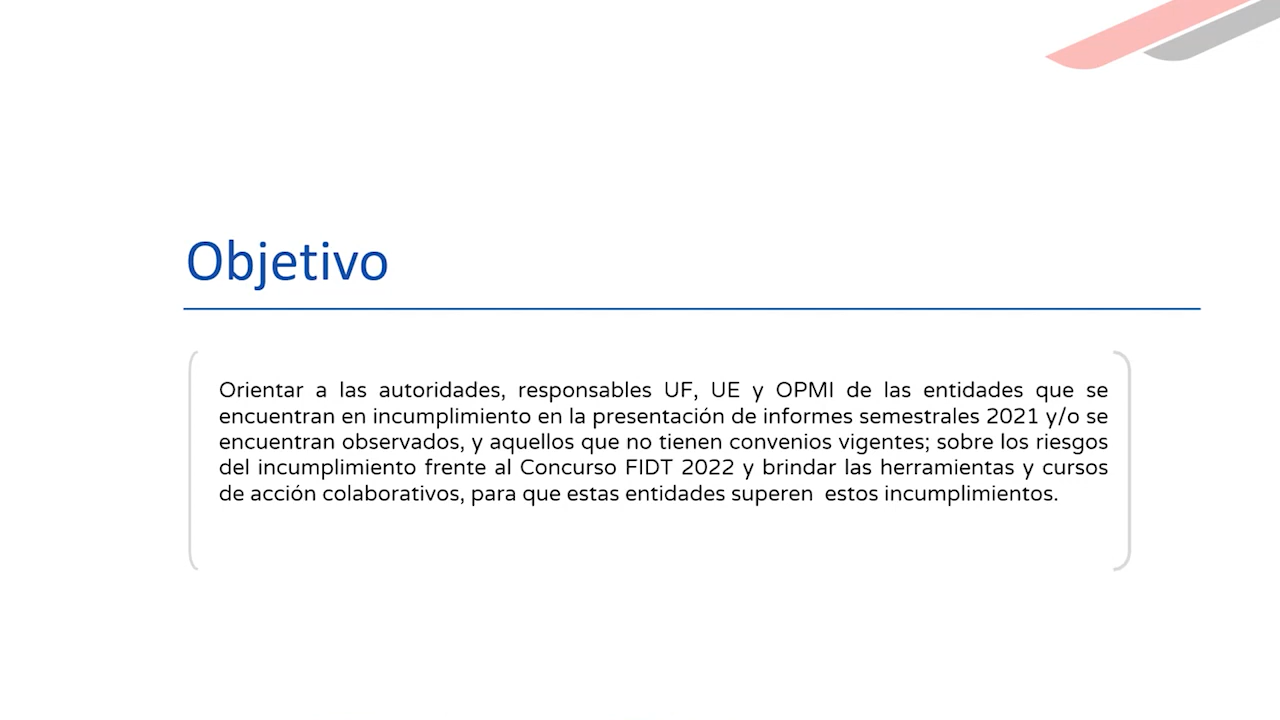 Objetivo
Orientar a las autoridades, responsables UF, UE y OPMI de las entidades que se
encuentran en incumplimiento en la presentación de informes semestrales 2021 y/o se
encuentran observados, y aquellos que no tienen convenios vigentes; sobre los riesgos
del incumplimiento frente al Concurso FIDT 2022 y brindar las herramientas y cursos
de acción colaborativos, para que estas entidades superen  estos incumplimientos.